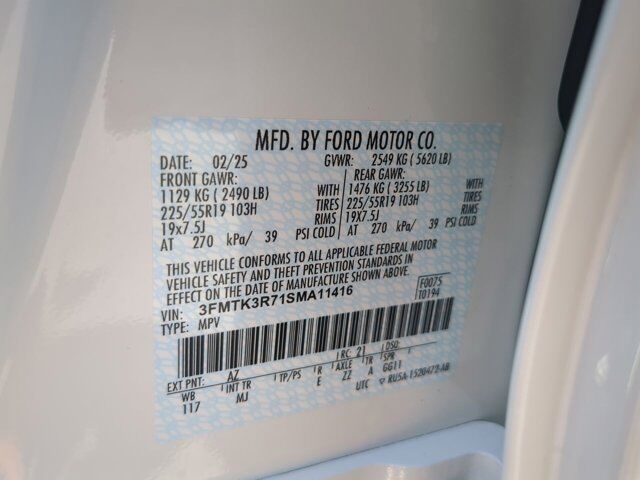 MFD. BY FORD MOTOR CO.
DATE: 02/25 GVWR: 2549 KG ( 5620 LB)
FRONT GAWR: REAR GAWR:
1129 KG ( 2490 LB) WITH 1476 KG ( 3255 LB) WITH
225/55R19 103H TIRES 225/55R19 103H TIRES
19x7.5J RIMS 19X7.5J RIMS
AT 270 kPa/ 39 PSI COLD AT 270 kPa/ 39 PSI COLD
THIS VEHICLE CONFORMS TO ALL APPLICABLE FEDERAL MOTOR
VEHICLE SAFETY AND THEFT PREVENTION STANDARDS IN
EFFECT ON THE DATE OF MANUFACTURE SHOWN ABOVE.
VIN: 3FMTK3R71SMA11416 F0075
TYPE: MPV T0194
EXT PNT: AZ RC: 21 DSO:
WB INT TR TP/PS R AXLE TR SPR
117 MJ E ZZ A GG11
UTC RU5A-1520472-AB